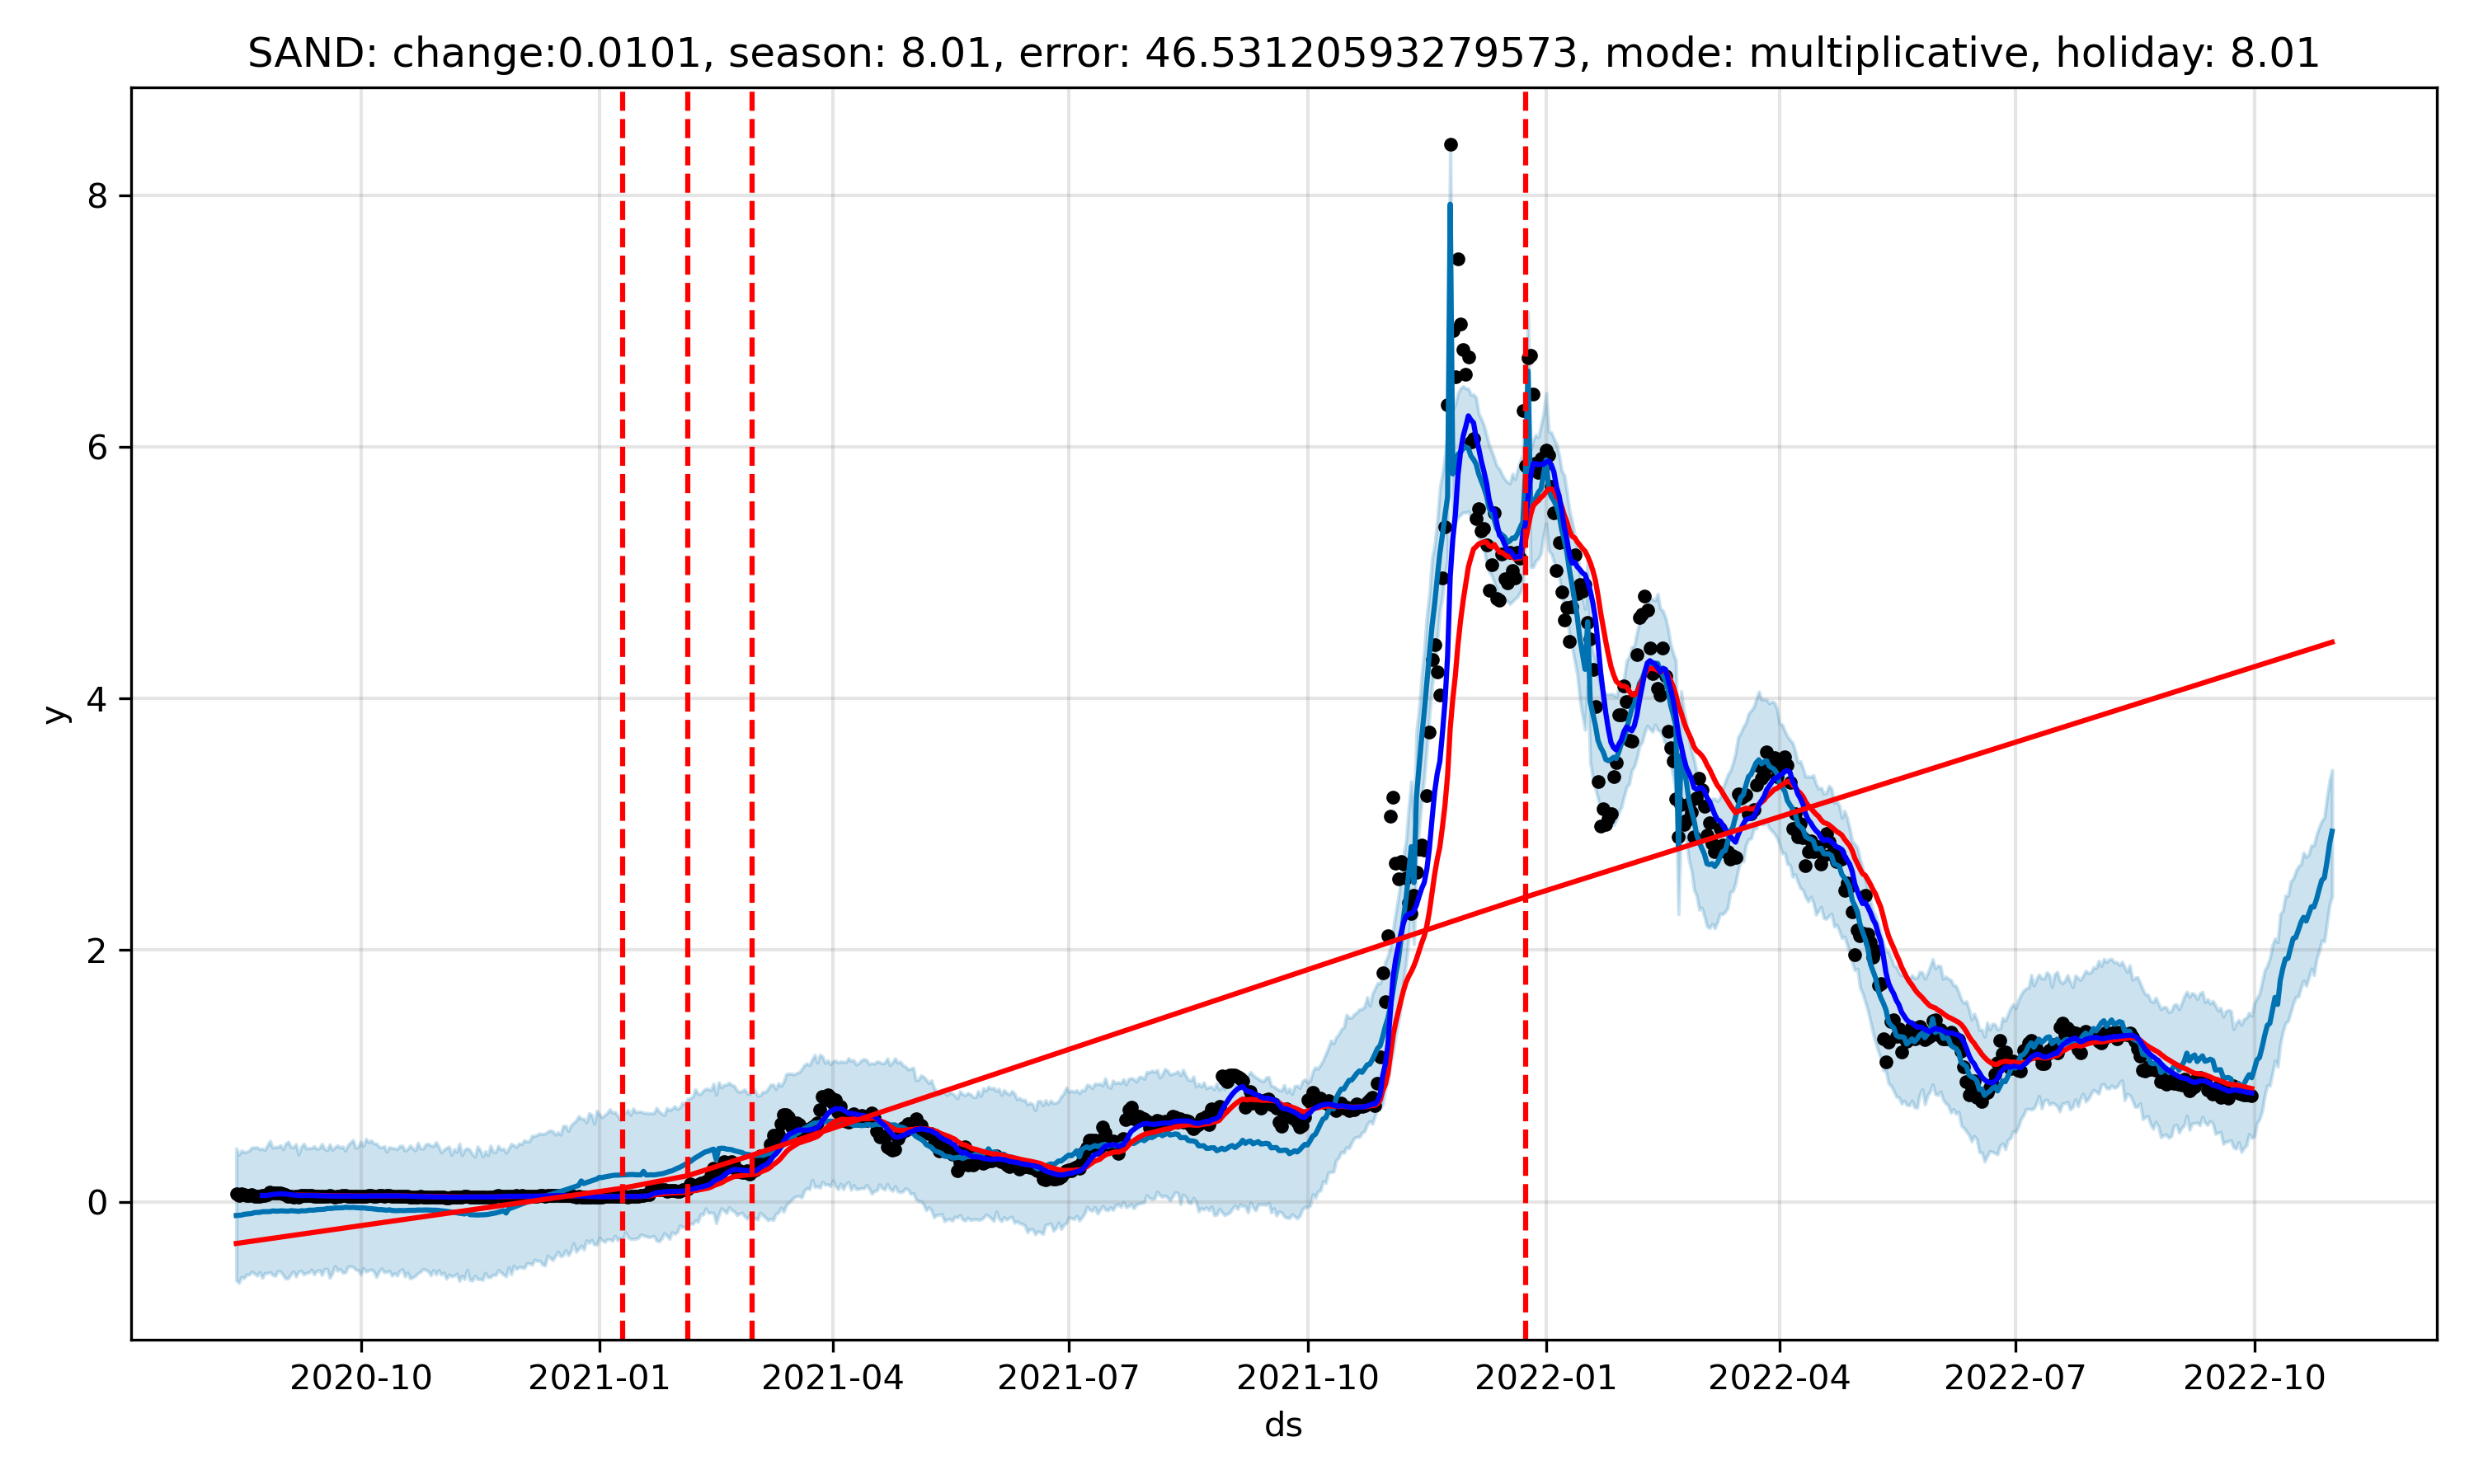 SAND: change:0.0101, season: 8.01, error: 46.53120593279573, mode: multiplicative, holiday: 8.01
8
6
4
2
0
y
2020-10 2021-01 2021-04 2021-07 2021-10 2022-01 2022-04 2022-07 2022-10
ds